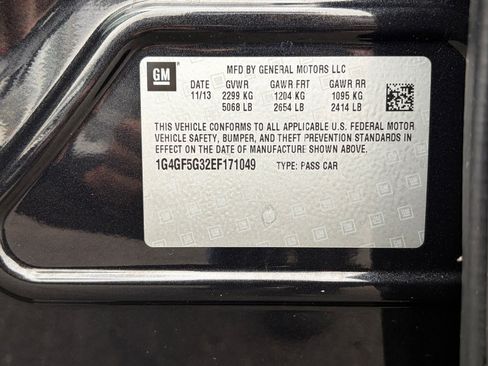 GM
MFD BY GENERAL MOTORS LLC
DATE GVWR GAWR FRT GAWR RR
11/13 2299 KG 1204 KG 1095 KG
5068 LB 2654 LB 2414 LB
THIS VEHICLE CONFORMS TO ALL APPLICABLE U.S. FEDERAL MOTOR
VEHICLE SAFETY, BUMPER, AND THEFT PREVENTION STANDARDS IN
EFFECT ON THE DATE OF MANUFACTURE SHOWN ABOVE.
1G4GF5G32EF171049 TYPE: PASS CAR